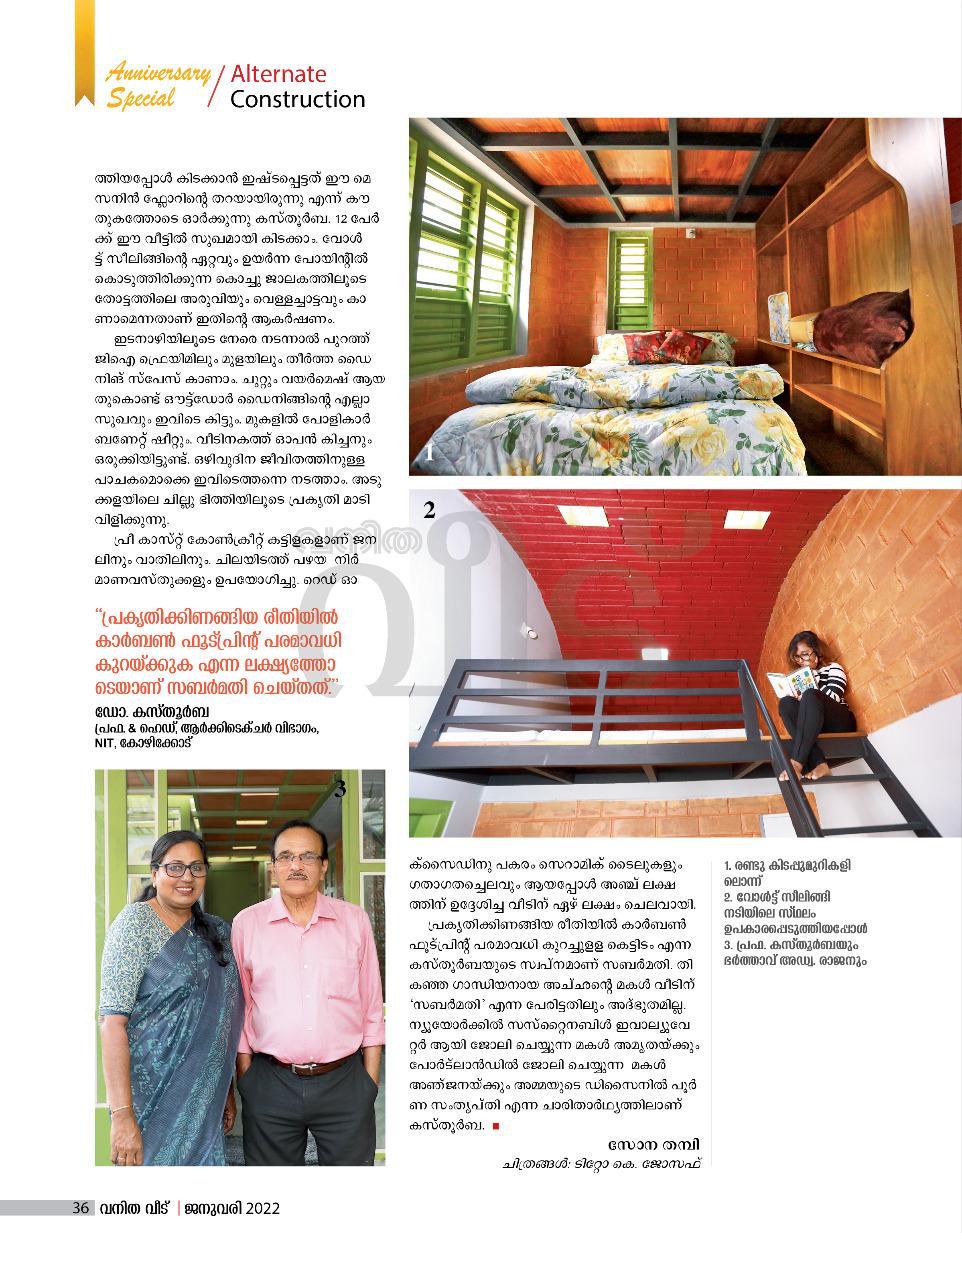 Anniversary Special / Alternate Construction
ത്തിയപ്പോൾ കിടക്കാൻ ഇഷ്ടപ്പെട്ടത് ഈ മെ
സനിൻ ഫ്ലോറിന്റെ തറയായിരുന്നു എന്ന് കൗ
തുകത്തോടെ ഓർക്കുന്നു കസ്തൂർബ. 12 പേർ
ക്ക് ഈ വീട്ടിൽ സുഖമായി കിടക്കാം. വോൾ
ട്ട് സീലിങ്ങിന്റെ ഏറ്റവും ഉയർന്ന പോയിന്റിൽ
കൊടുത്തിരിക്കുന്ന കൊച്ചു ജാലകത്തിലൂടെ
തോട്ടത്തിലെ അരുവിയും വെള്ളച്ചാട്ടവും കാ
ണാമെന്നതാണ് ഇതിന്റെ ആകർഷണം.
ഇടനാഴിയിലൂടെ നേരെ നടന്നാൽ പുറത്ത്
ജിഐ ഫ്രെയിമിലും മുളയിലും തീർത്ത ഡൈ
നിങ് സ്പേസ് കാണാം. ചുറ്റും വയർമെഷ് ആയ
തുകൊണ്ട് ഔട്ട്ഡോർ ഡൈനിങ്ങിന്റെ എല്ലാ
സുഖവും ഇവിടെ കിട്ടും. മുകളിൽ പോളികാർ
ബണേറ്റ് ഷീറ്റും. വീടിനകത്ത് ഓപൻ കിച്ചനും
ഒരുക്കിയിട്ടുണ്ട്. ഒഴിവുദിന ജീവിതത്തിനുള്ള
പാചകമൊക്കെ ഇവിടെത്തന്നെ നടത്താം. അടു
ക്കളയിലെ ചില്ലു ഭിത്തിയിലൂടെ പ്രകൃതി മാടി
വിളിക്കുന്നു.
പ്രീ കാസ്റ്റ് കോൺക്രീറ്റ് കട്ടിളകളാണ് ജന
ലിനും വാതിലിനും. ചിലയിടത്ത് പഴയ നിർ
മാണവസ്തുക്കളും ഉപയോഗിച്ചു. റെഡ് ഓ
“പ്രകൃതിക്കിണങ്ങിയ രീതിയിൽ
കാർബൺ ഫൂട്പ്രിന്റ് പരമാവധി
കുറയ്ക്കുക എന്ന ലക്ഷ്യത്തോ
ടെയാണ് സബർമതി ചെയ്തത്.”
ഡോ. കസ്തൂർബ
പ്രഫ. & ഹെഡ്, ആർക്കിടെക്ചർ വിഭാഗം,
NIT, കോഴിക്കോട്
1
2
3
വനിത
വീട്
ക്സൈഡിനു പകരം സെറാമിക് ടൈലുകളും
ഗതാഗതച്ചെലവും ആയപ്പോൾ അഞ്ച് ലക്ഷ
ത്തിന് ഉദ്ദേശിച്ച വീടിന് ഏഴ് ലക്ഷം ചെലവായി.
പ്രകൃതിക്കിണങ്ങിയ രീതിയിൽ കാർബൺ
ഫൂട്പ്രിന്റ് പരമാവധി കുറച്ചുളള കെട്ടിടം എന്ന
കസ്തൂർബയുടെ സ്വപ്നമാണ് സബർമതി. തി
കഞ്ഞ ഗാന്ധിയനായ അച്ഛന്റെ മകൾ വീടിന്
‘സബർമതി’ എന്ന പേരിട്ടതിലും അദ്ഭുതമില്ല.
ന്യൂയോർക്കിൽ സസ്റ്റൈനബിൾ ഇവാല്യുവേ
റ്റർ ആയി ജോലി ചെയ്യുന്ന മകൾ അമൃതയ്ക്കും
പോർട്‌ലാൻഡിൽ ജോലി ചെയ്യുന്ന മകൾ
അഞ്ജനയ്ക്കും അമ്മയുടെ ഡിസൈനിൽ പൂർ
ണ സംതൃപ്തി എന്ന ചാരിതാർഥ്യത്തിലാണ്
കസ്തൂർബ.
സോന തമ്പി
ചിത്രങ്ങൾ: ടിറ്റോ കെ. ജോസഫ്
1. രണ്ടു കിടപ്പുമുറികളി
ലൊന്ന്
2. വോൾട്ട് സീലിങ്ങി
നടിയിലെ സ്ഥലം
ഉപകാരപ്പെടുത്തിയപ്പോൾ
3. പ്രഫ. കസ്തൂർബയും
ഭർത്താവ് അഡ്വ. രാജനും
36 വനിത വീട് | ജനുവരി 2022